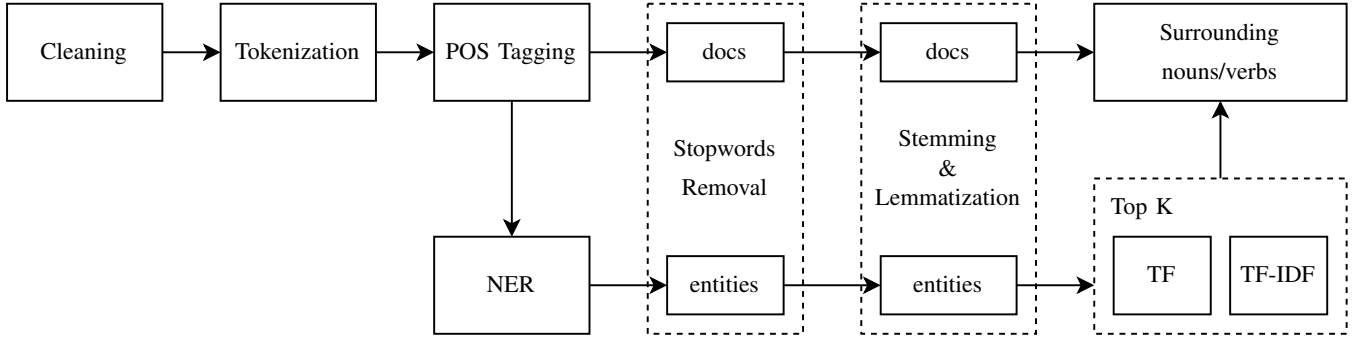 Cleaning
Tokenization
POS Tagging
docs
docs
Surrounding
nouns/verbs
Stopwords
Removal
Stemming
&
Lemmatization
Top K
NER
entities
entities
TF
TF-IDF